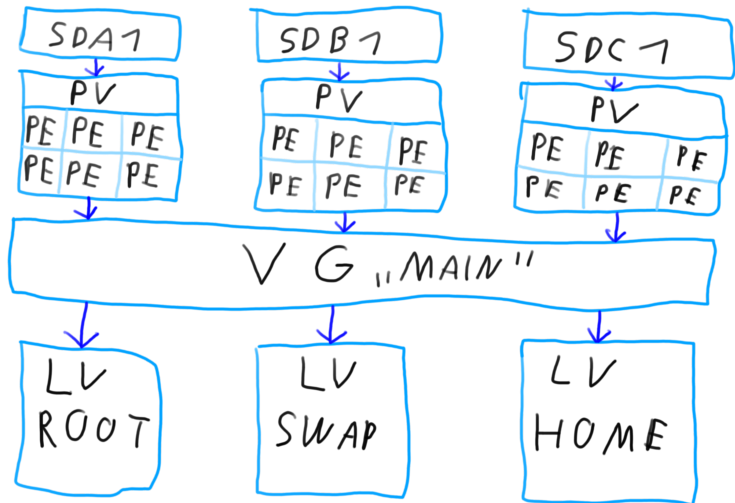 SDA1 SDB1 SDC1
PV PV PV
PE PE PE PE PE PE PE PE PE
PE PE PE PE PE PE PE PE PE
VG „MAIN"
LV LV LV
ROOT SWAP HOME